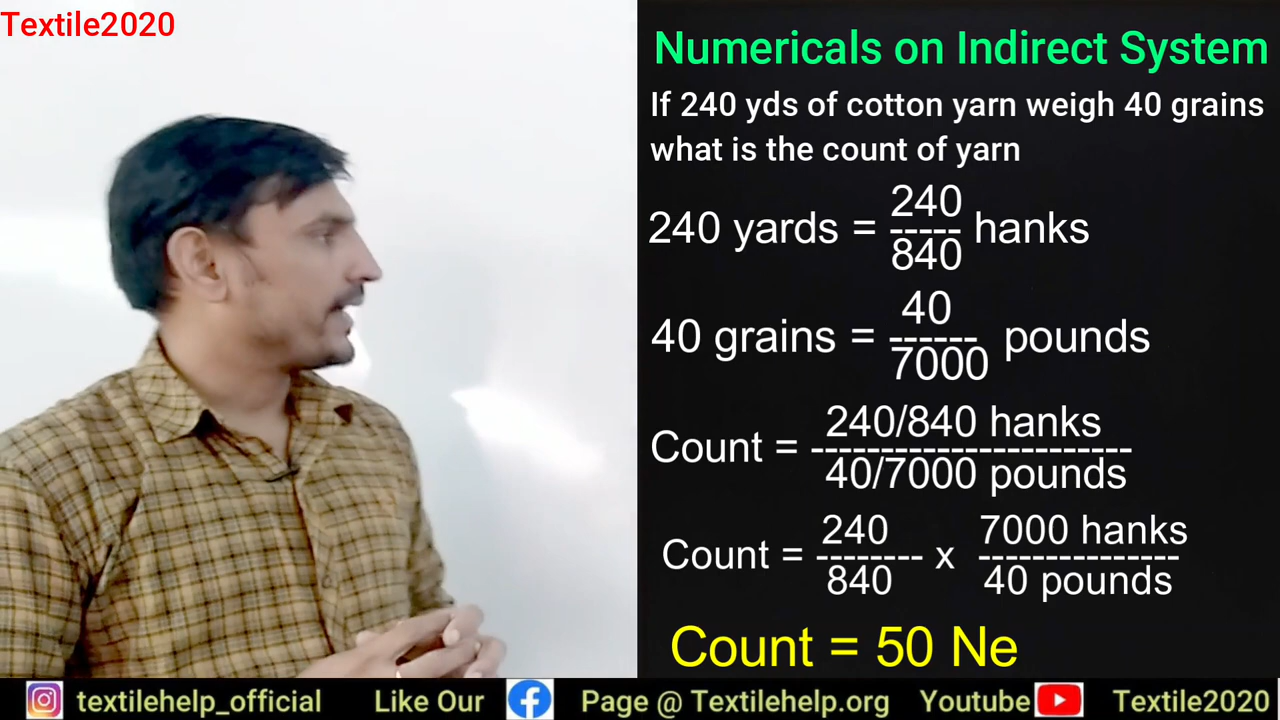 Textile2020
Numericals on Indirect System
If 240 yds of cotton yarn weigh 40 grains
what is the count of yarn
240
240 yards = ----- hanks
840
40
40 grains = ------ pounds
7000
240/840 hanks
Count = -----------------------
40/7000 pounds
240 7000 hanks
Count = -------- x ---------------
840 40 pounds
Count = 50 Ne
textilehelp_official Like Our Page @ Textilehelp.org Youtube Textile2020